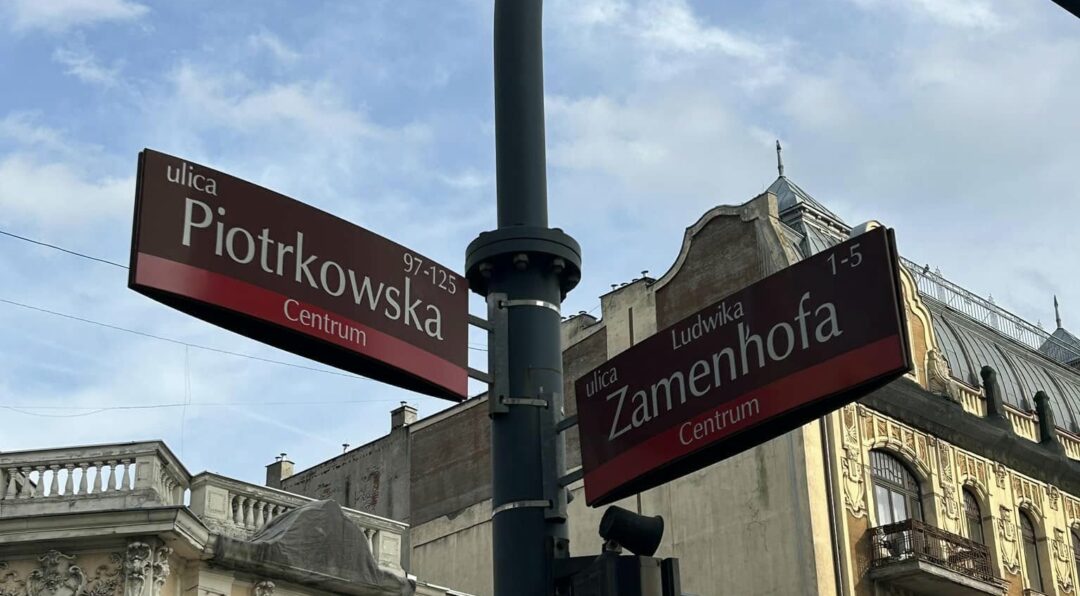 ulica
Piotrkowska
97-125
Centrum
1-5
Ludwika
ulica
Zamenhofa
Centrum